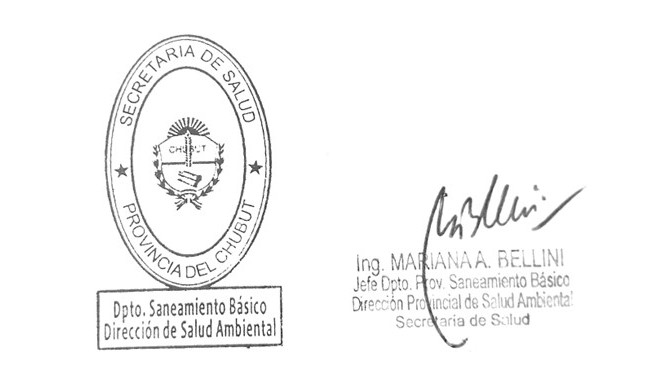 SECRETARIA DE SALUD
CHUBUT
PROVINCIA DEL CHUBUT
Dpto. Saneamiento Básico
Dirección de Salud Ambiental
MABellini
Ing. MARIANA A. BELLINI
Jefe Dpto. Prov. Saneamiento Básico
Dirección Provincial de Salud Ambiental
Secretaría de Salud